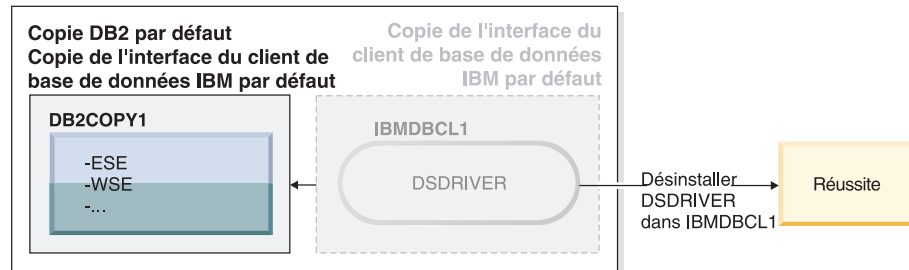 Copie DB2 par défaut
Copie de l'interface du client de
base de données IBM par défaut
Copie de l'interface du
client de base de données
IBM par défaut
DB2COPY1
-ESE
-WSE
-...
IBMDBCL1
DSDRIVER
Désinstaller
DSDRIVER
dans IBMDBCL1
Réussite